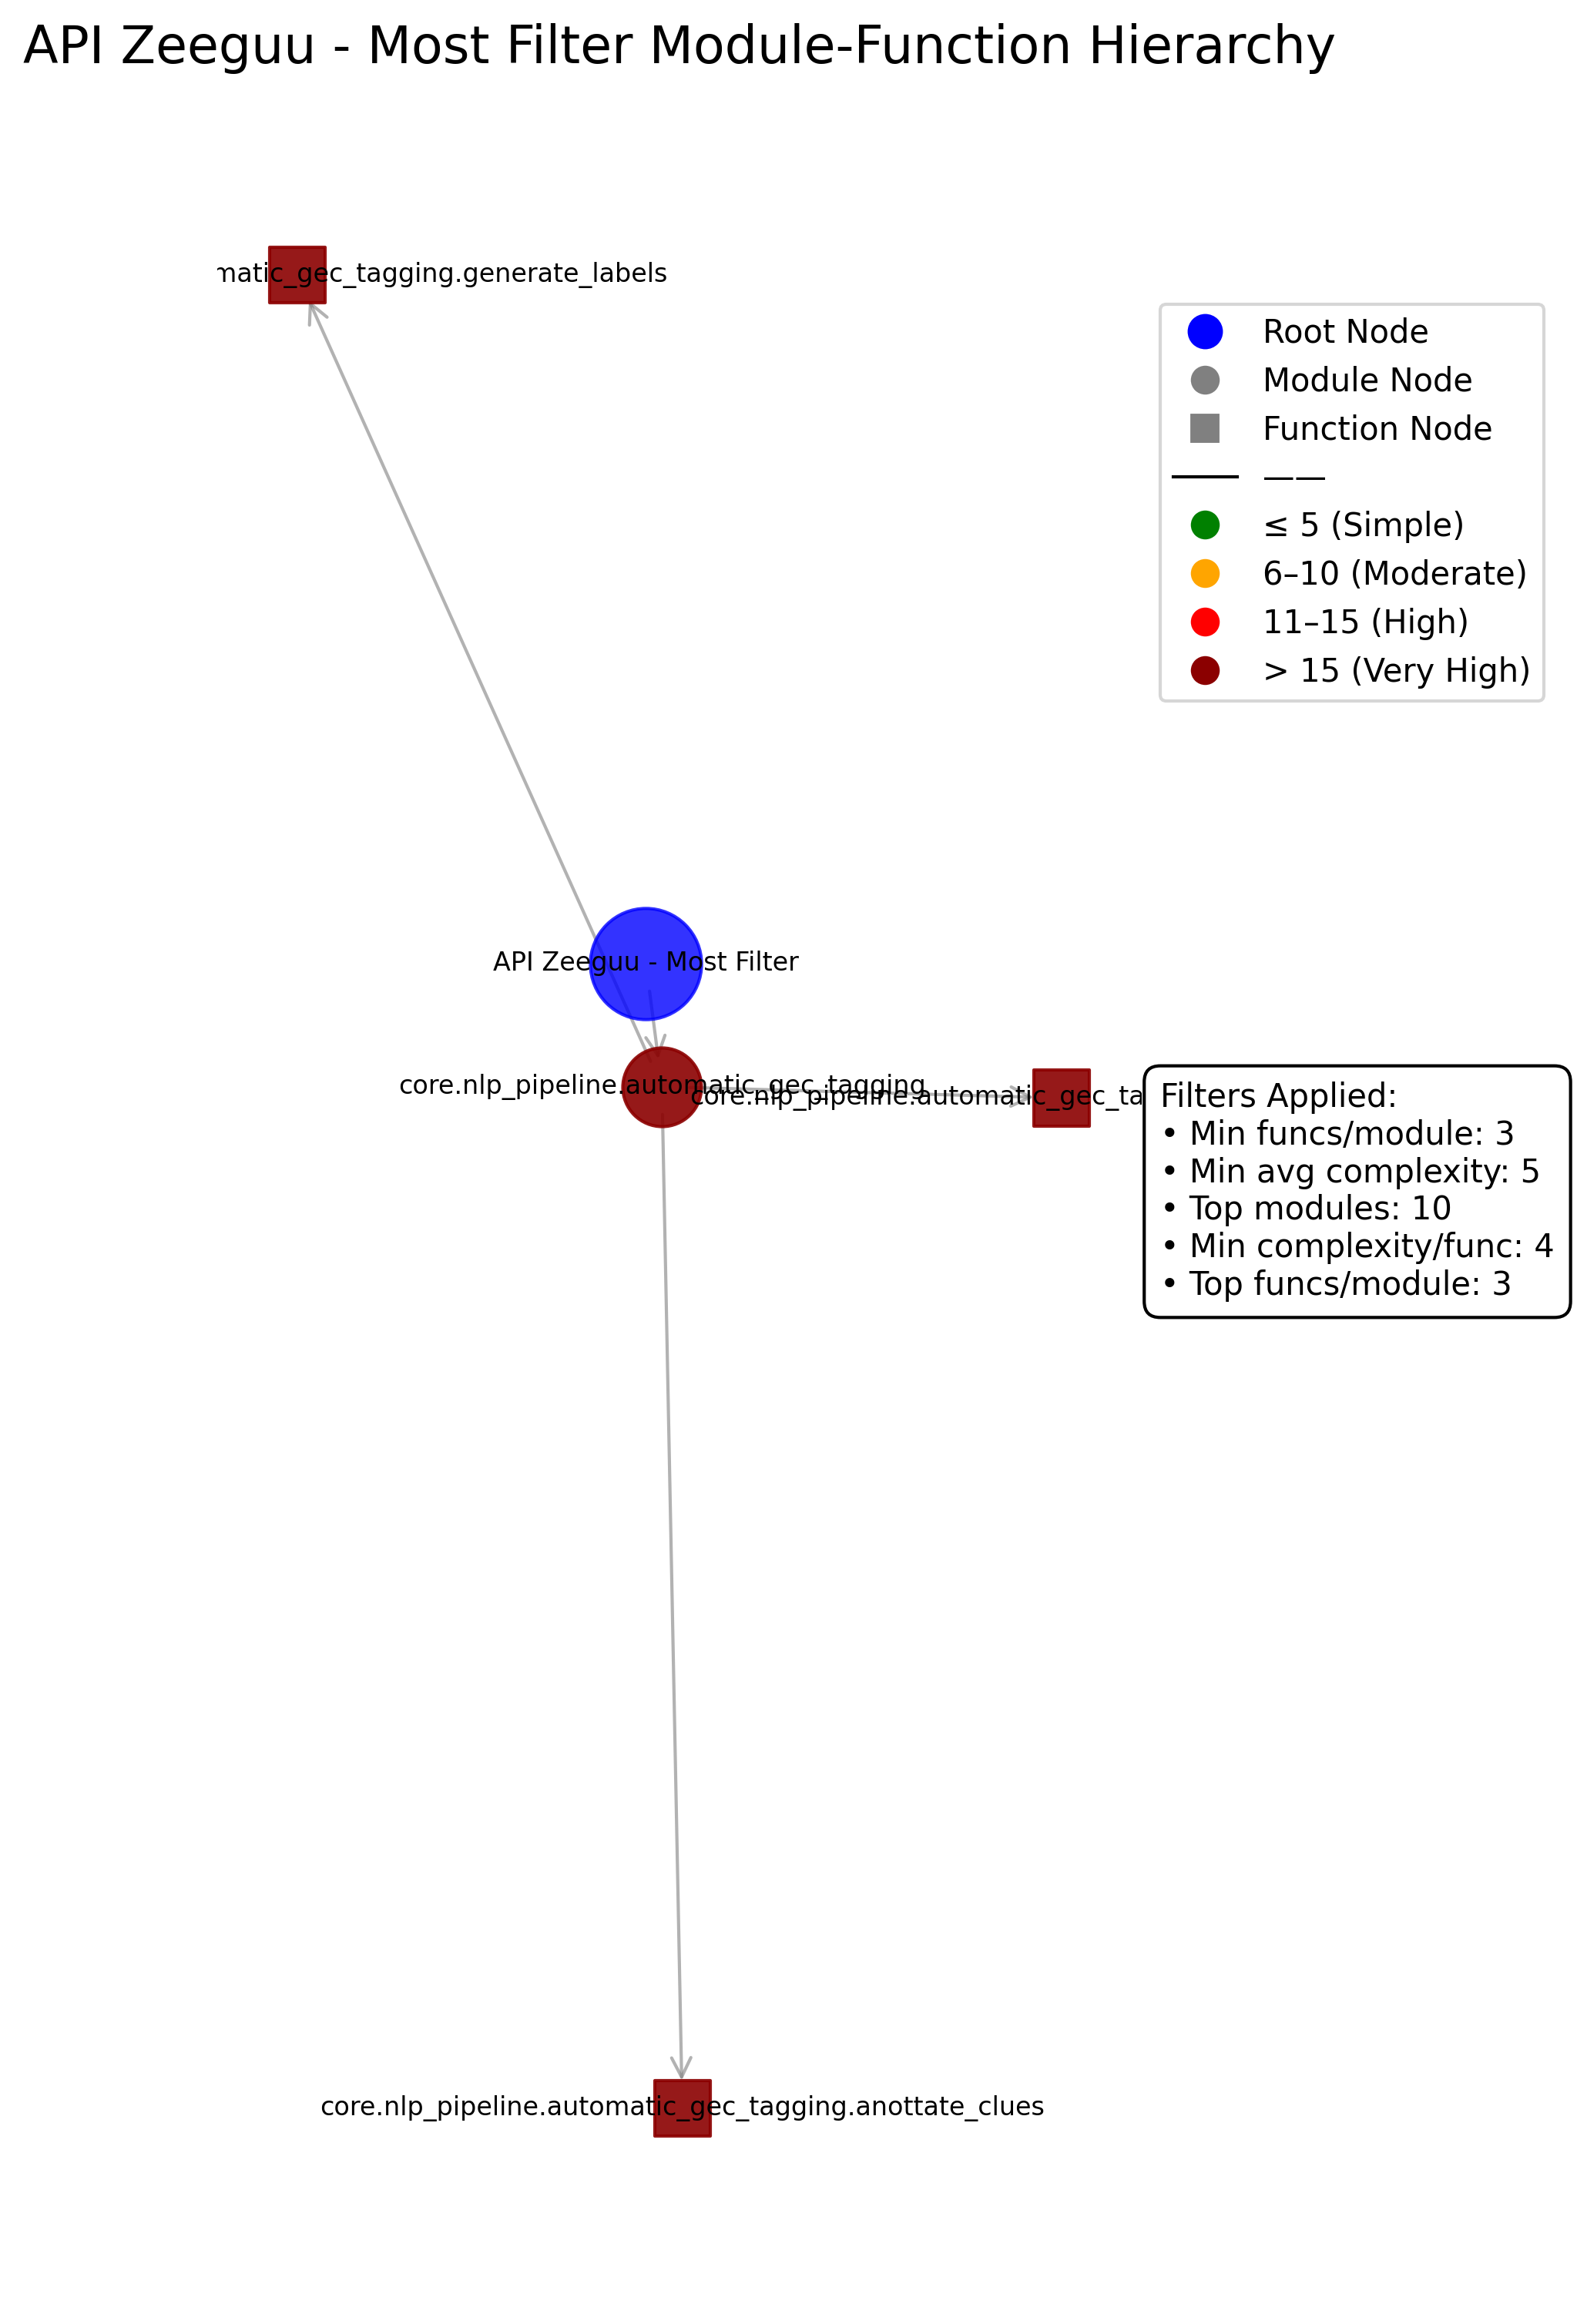 API Zeeguu - Most Filter Module-Function Hierarchy
matic_gec_tagging.generate_labels
Root Node
Module Node
Function Node
——
≤ 5 (Simple)
6–10 (Moderate)
11–15 (High)
> 15 (Very High)
API Zeeguu - Most Filter
core.nlp_pipeline.automatic_gec_tagging
core.nlp_pipeline.automatic_gec_ta
Filters Applied:
• Min funcs/module: 3
• Min avg complexity: 5
• Top modules: 10
• Min complexity/func: 4
• Top funcs/module: 3
core.nlp_pipeline.automatic_gec_tagging.anottate_clues